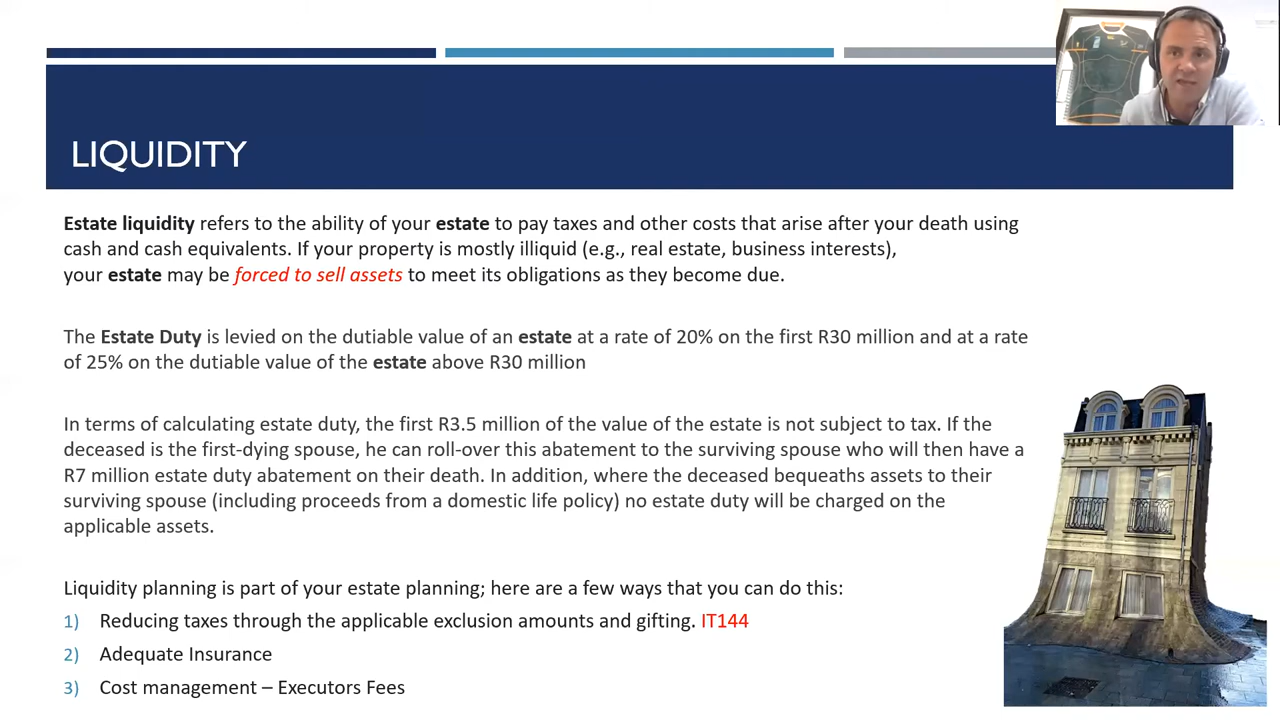 LIQUIDITY
Estate liquidity refers to the ability of your estate to pay taxes and other costs that arise after your death using
cash and cash equivalents. If your property is mostly illiquid (e.g., real estate, business interests),
your estate may be forced to sell assets to meet its obligations as they become due.
The Estate Duty is levied on the dutiable value of an estate at a rate of 20% on the first R30 million and at a rate
of 25% on the dutiable value of the estate above R30 million
In terms of calculating estate duty, the first R3.5 million of the value of the estate is not subject to tax. If the
deceased is the first-dying spouse, he can roll-over this abatement to the surviving spouse who will then have a
R7 million estate duty abatement on their death. In addition, where the deceased bequeaths assets to their
surviving spouse (including proceeds from a domestic life policy) no estate duty will be charged on the
applicable assets.
Liquidity planning is part of your estate planning; here are a few ways that you can do this:
1) Reducing taxes through the applicable exclusion amounts and gifting. IT144
2) Adequate Insurance
3) Cost management – Executors Fees